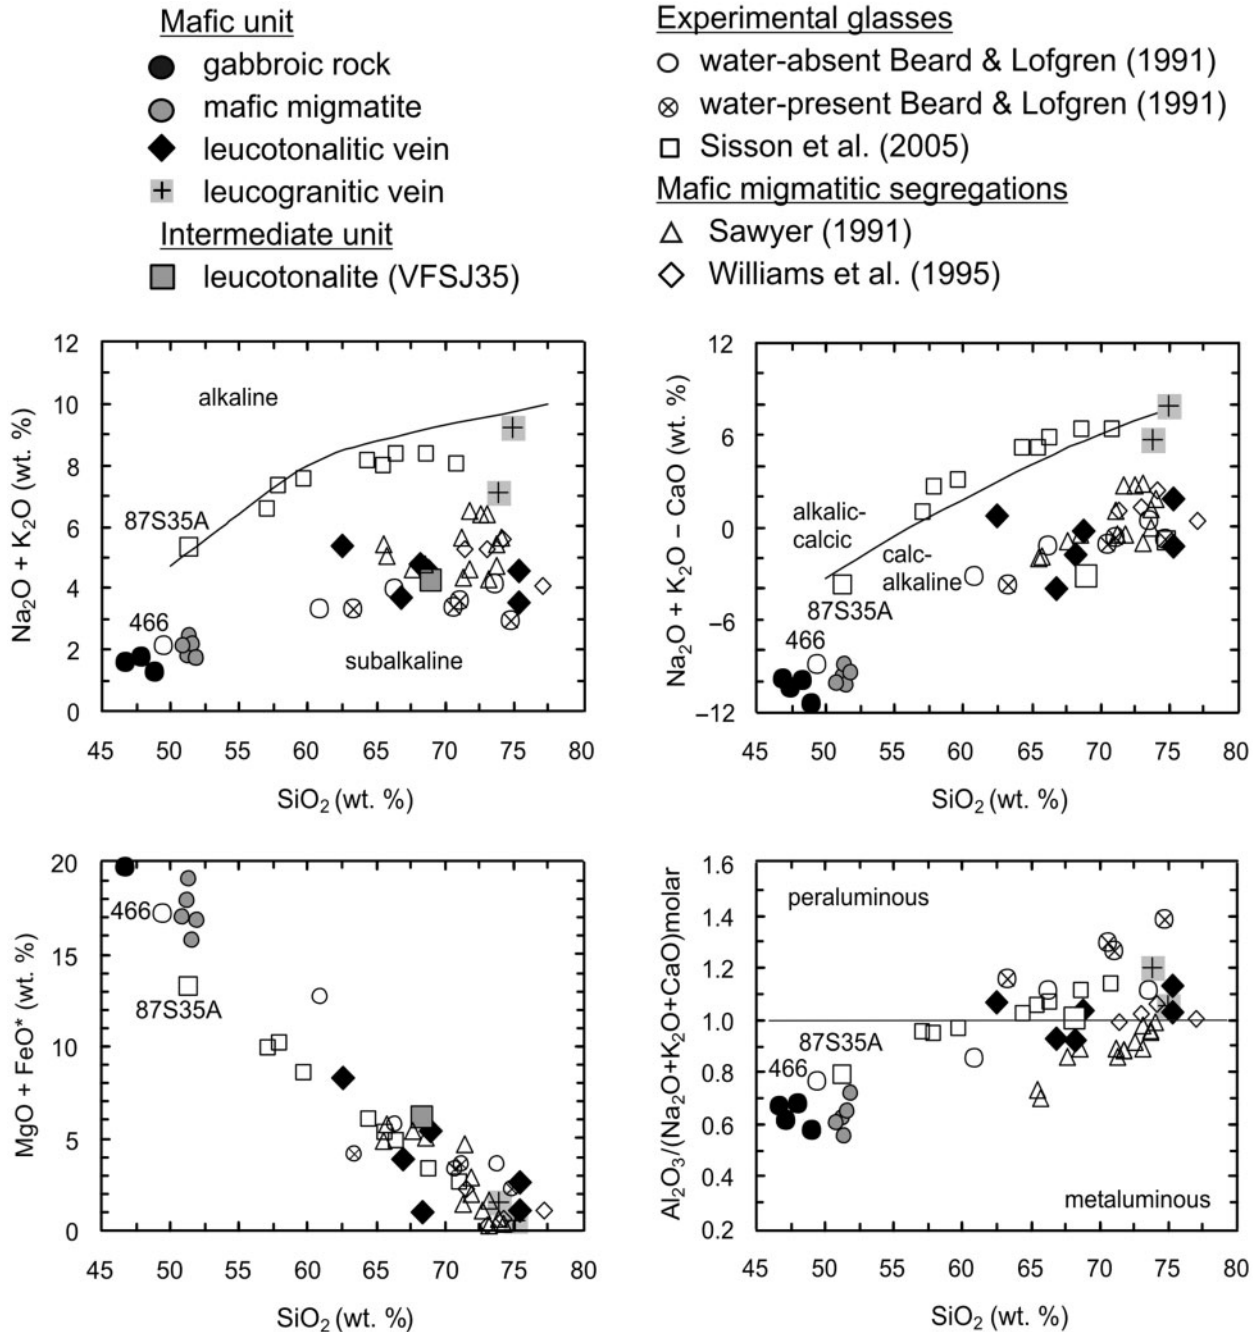 Mafic unit
gabbroic rock
mafic migmatite
leucotonalitic vein
leucogranitic vein
Intermediate unit
leucotonalite (VFSJ35)
Experimental glasses
water-absent Beard & Lofgren (1991)
water-present Beard & Lofgren (1991)
Sisson et al. (2005)
Mafic migmatitic segregations
Sawyer (1991)
Williams et al. (1995)
Na₂O + K₂O (wt. %)
12
10
8
6
4
2
0
alkaline
87S35A
466
subalkaline
45 50 55 60 65 70 75 80
SiO₂ (wt. %)
Na₂O + K₂O – CaO (wt. %)
12
6
0
–6
–12
alkalic-
calcic
calc-
alkaline
87S35A
466
45 50 55 60 65 70 75 80
SiO₂ (wt. %)
MgO + FeO* (wt. %)
20
15
10
5
0
466
87S35A
45 50 55 60 65 70 75 80
SiO₂ (wt. %)
Al₂O₃/(Na₂O+K₂O+CaO)molar
1.6
1.4
1.2
1.0
0.8
0.6
0.4
0.2
peraluminous
87S35A
466
metaluminous
45 50 55 60 65 70 75 80
SiO₂ (wt. %)